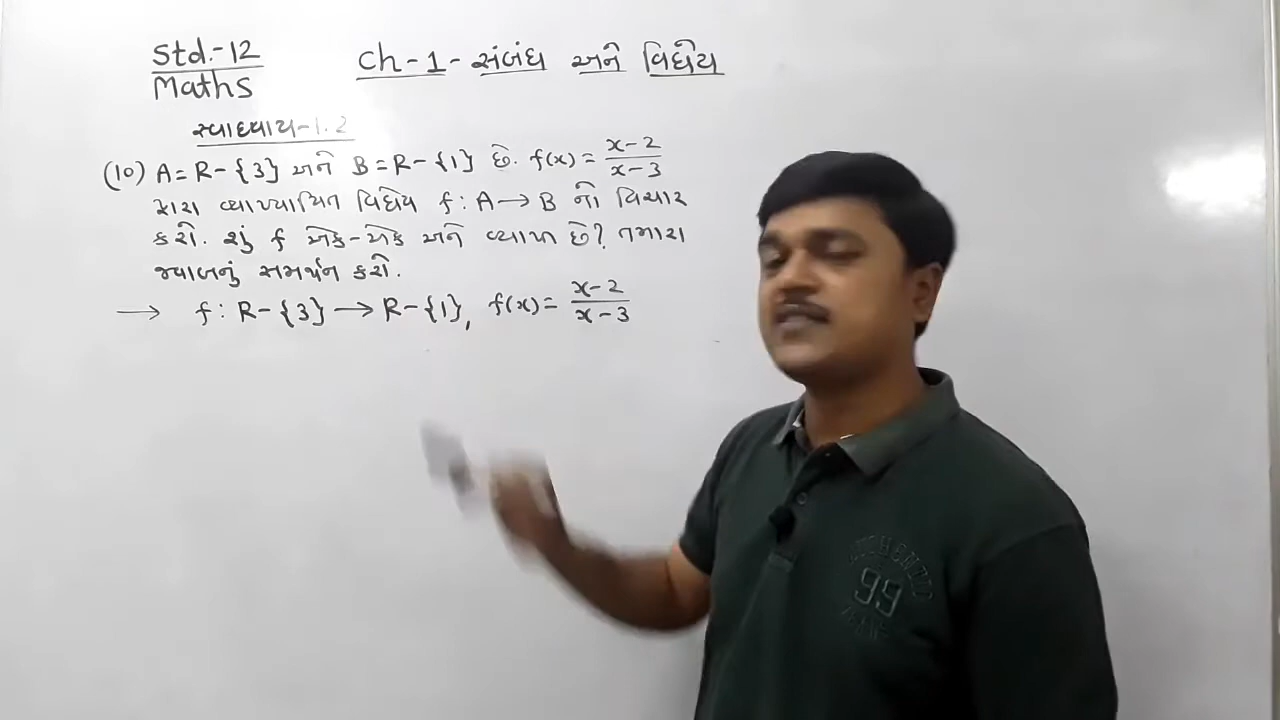 Std.-12
Maths
Ch-1-સંબંધ અને વિધેય
સ્વાધ્યાય-1.2
(10) A=R-{3} અને B=R-{1} છે. f(x)=x-2/x-3
દ્વારા વ્યાખ્યાયિત વિધેય f:A→B નો વિચાર
કરો. શું f એક-એક અને વ્યાપ્ત છે? તમારા
જવાબનું સમર્થન કરો.
→ f:R-{3}→R-{1}, f(x)=x-2/x-3
99